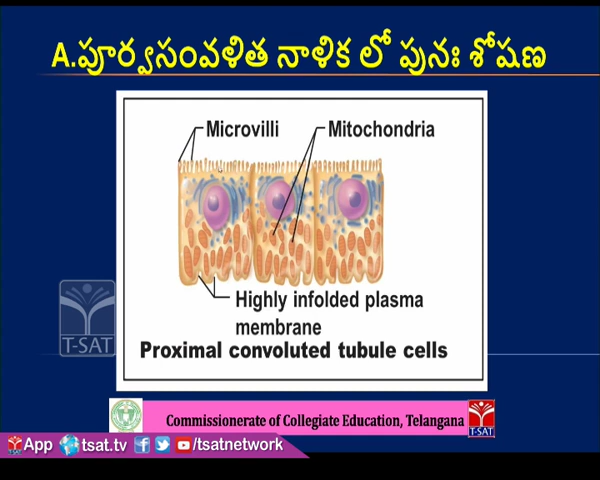 A.పూర్వసంవళిత నాళిక లో పునః శోషణ
Microvilli
Mitochondria
Highly infolded plasma
membrane
Proximal convoluted tubule cells
T-SAT
Commissionerate of Collegiate Education, Telangana
T-SAT
App tsat.tv /tsatnetwork